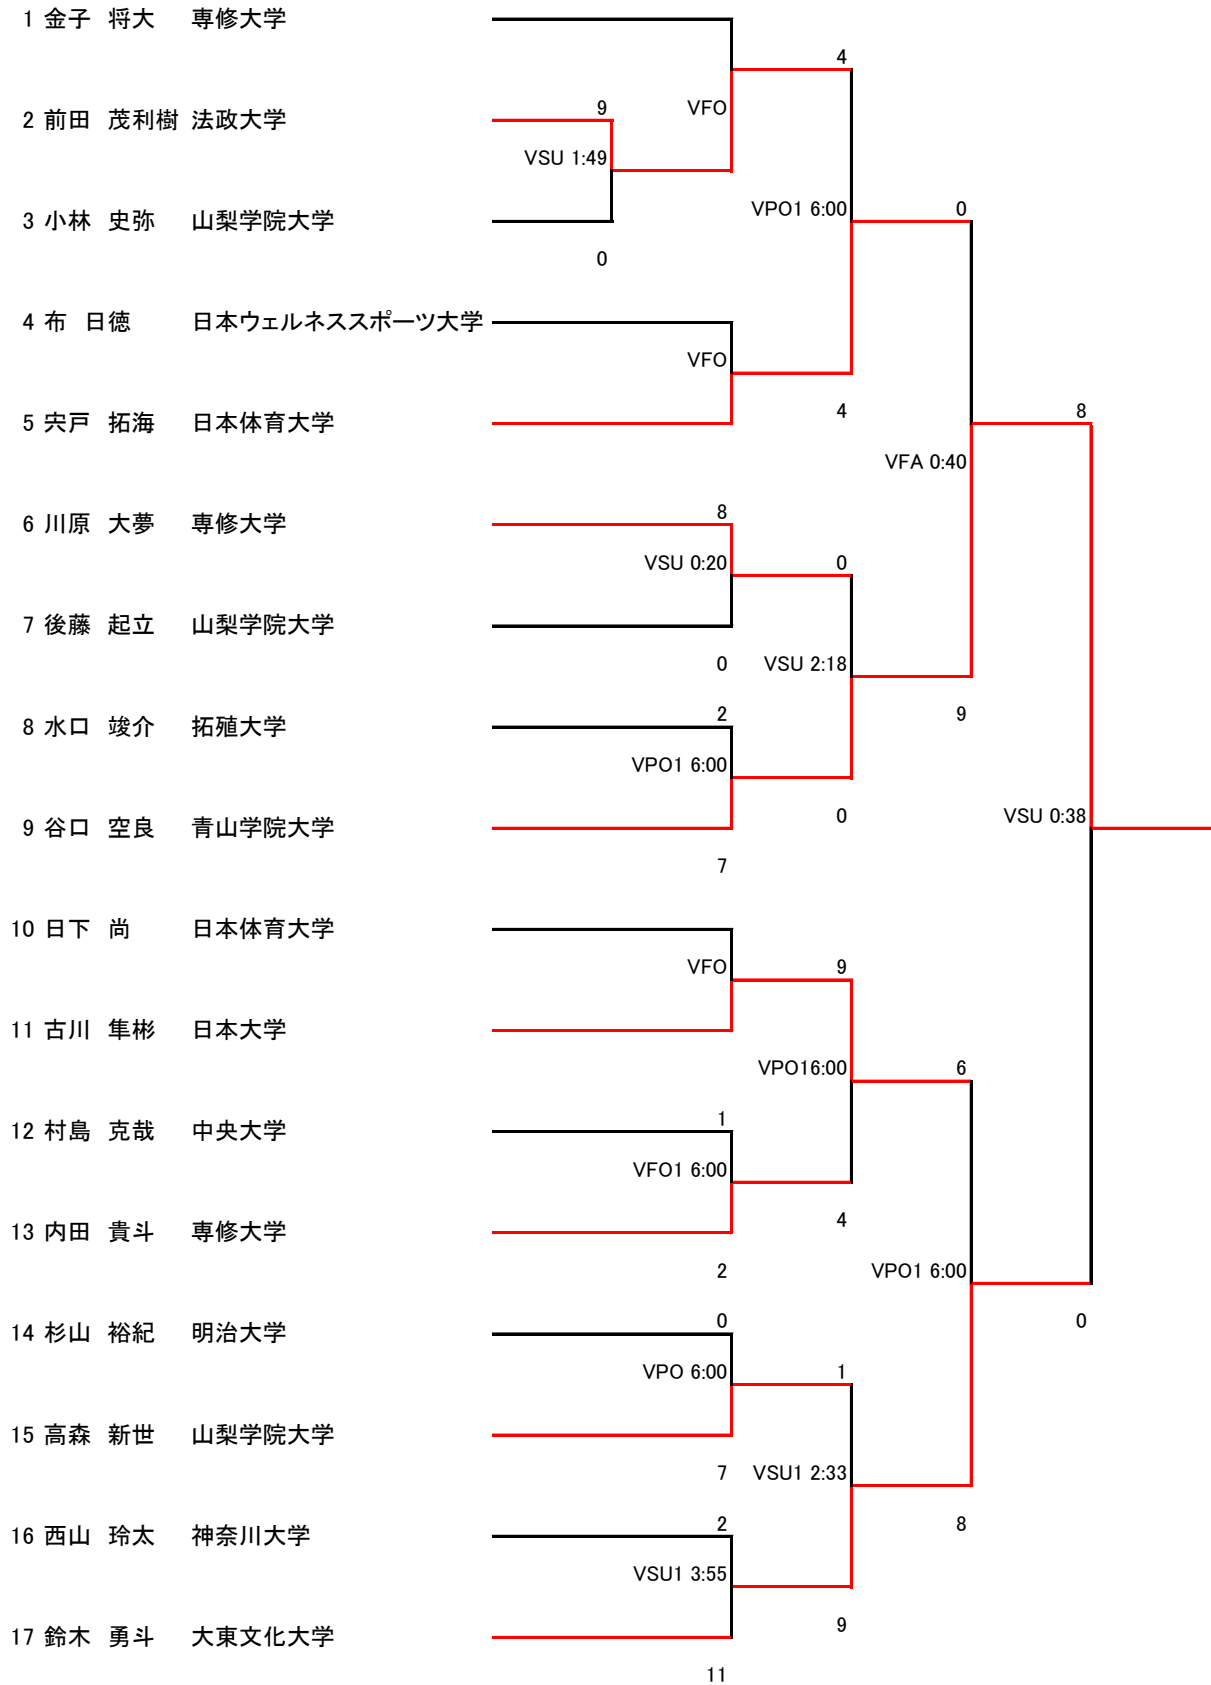 1 金子 将大 専修大学
4
9 VFO
2 前田 茂利樹 法政大学
VSU 1:49
VPO1 6:00 0
3 小林 史弥 山梨学院大学
0
4 布 日徳 日本ウェルネススポーツ大学
VFO
4 8
5 宍戸 拓海 日本体育大学
VFA 0:40
8
6 川原 大夢 専修大学
VSU 0:20 0
7 後藤 起立 山梨学院大学
0 VSU 2:18
2 9
8 水口 竣介 拓殖大学
VPO1 6:00
0 VSU 0:38
9 谷口 空良 青山学院大学
7
10 日下 尚 日本体育大学
VFO 9
11 古川 隼彬 日本大学
VPO16:00 6
1
12 村島 克哉 中央大学
VFO1 6:00
4
13 内田 貴斗 専修大学
2 VPO1 6:00
0 0
14 杉山 裕紀 明治大学
VPO 6:00 1
15 高森 新世 山梨学院大学
7 VSU1 2:33
2 8
16 西山 玲太 神奈川大学
VSU1 3:55
9
17 鈴木 勇斗 大東文化大学
11